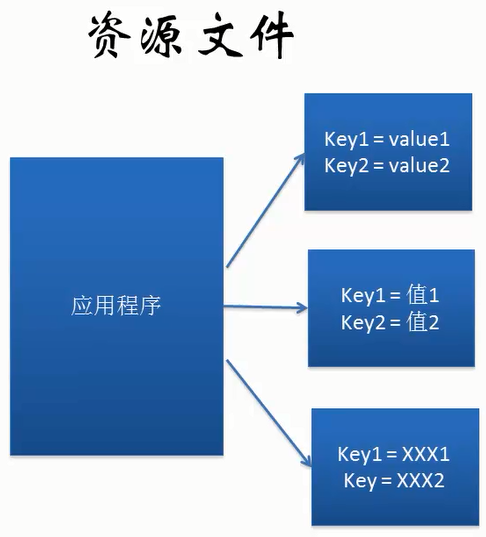 资源文件
应用程序
Key1 = value1
Key2 = value2
Key1 = 值1
Key2 = 值2
Key1 = XXX1
Key = XXX2